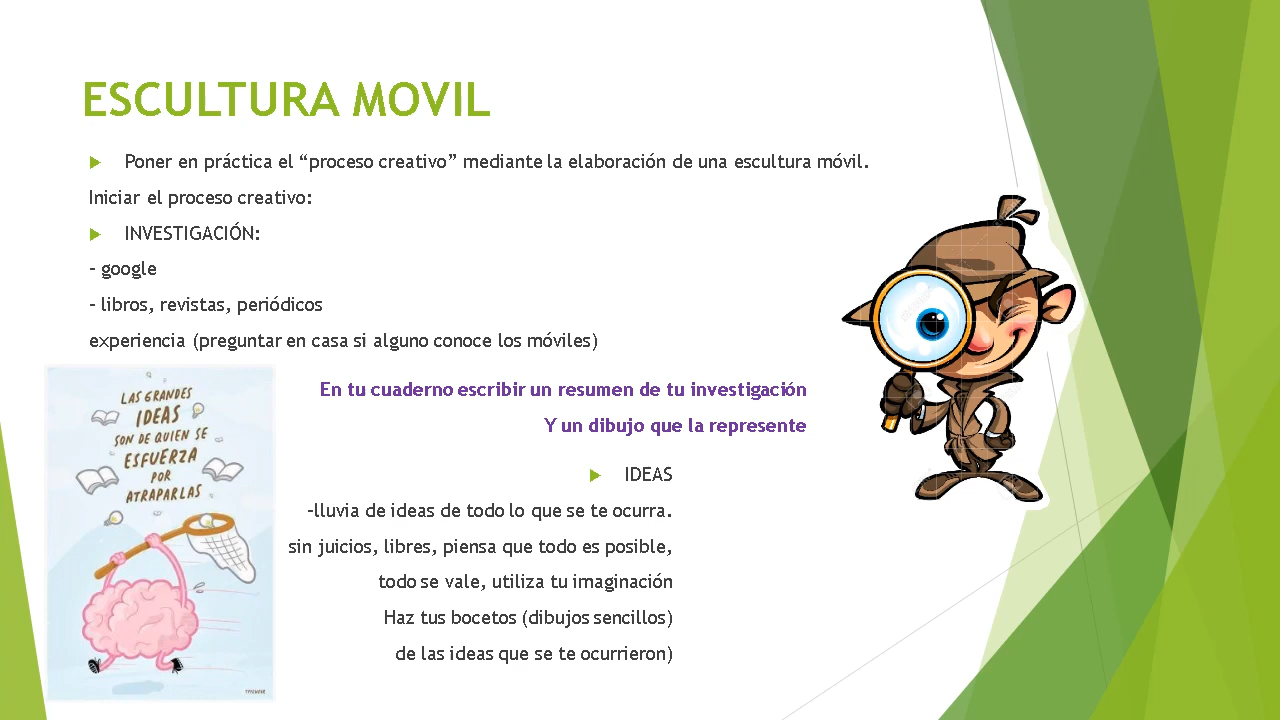 ESCULTURA MOVIL
Poner en práctica el “proceso creativo” mediante la elaboración de una escultura móvil.
Iniciar el proceso creativo:
INVESTIGACIÓN:
- google
- libros, revistas, periódicos
experiencia (preguntar en casa si alguno conoce los móviles)
En tu cuaderno escribir un resumen de tu investigación
Y un dibujo que la represente
IDEAS
-lluvia de ideas de todo lo que se te ocurra.
sin juicios, libres, piensa que todo es posible,
todo se vale, utiliza tu imaginación
Haz tus bocetos (dibujos sencillos)
de las ideas que se te ocurrieron)
LAS GRANDES
IDEAS
SON DE QUIEN SE
ESFUERZA
POR
ATRAPARLAS